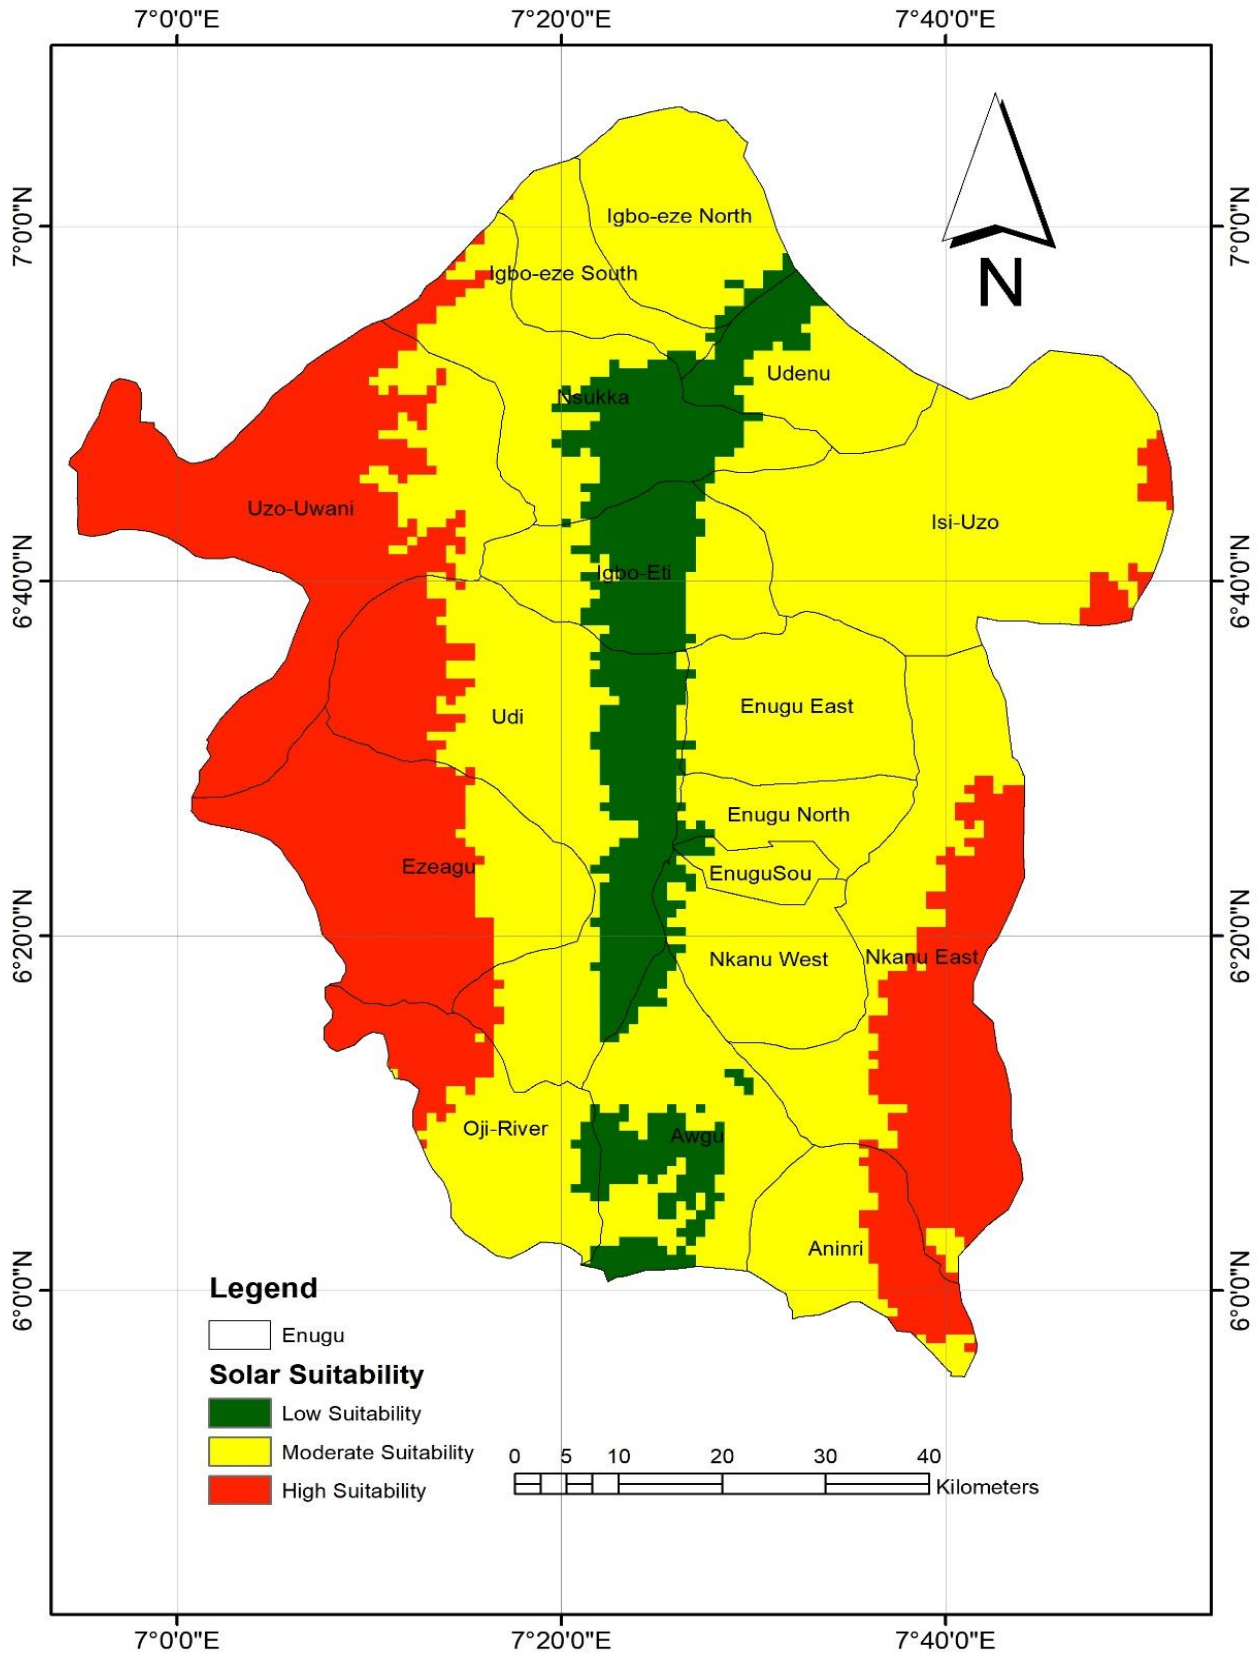 7°0'0"E 7°20'0"E 7°40'0"E
7°0'0"N
7°0'0"N
N
Igbo-eze North
Igbo-eze South
Udenu
Nsukka
Uzo-Uwani
Isi-Uzo
Igbo-Eti
6°40'0"N
6°40'0"N
Enugu East
Udi
Enugu North
Ezeagu
EnuguSou
6°20'0"N
6°20'0"N
Nkanu West
Nkanu East
Oji-River
Awgu
Aninri
6°0'0"N
6°0'0"N
Legend
Enugu
Solar Suitability
Low Suitability
Moderate Suitability
High Suitability
0 5 10 20 30 40
Kilometers
7°0'0"E 7°20'0"E 7°40'0"E